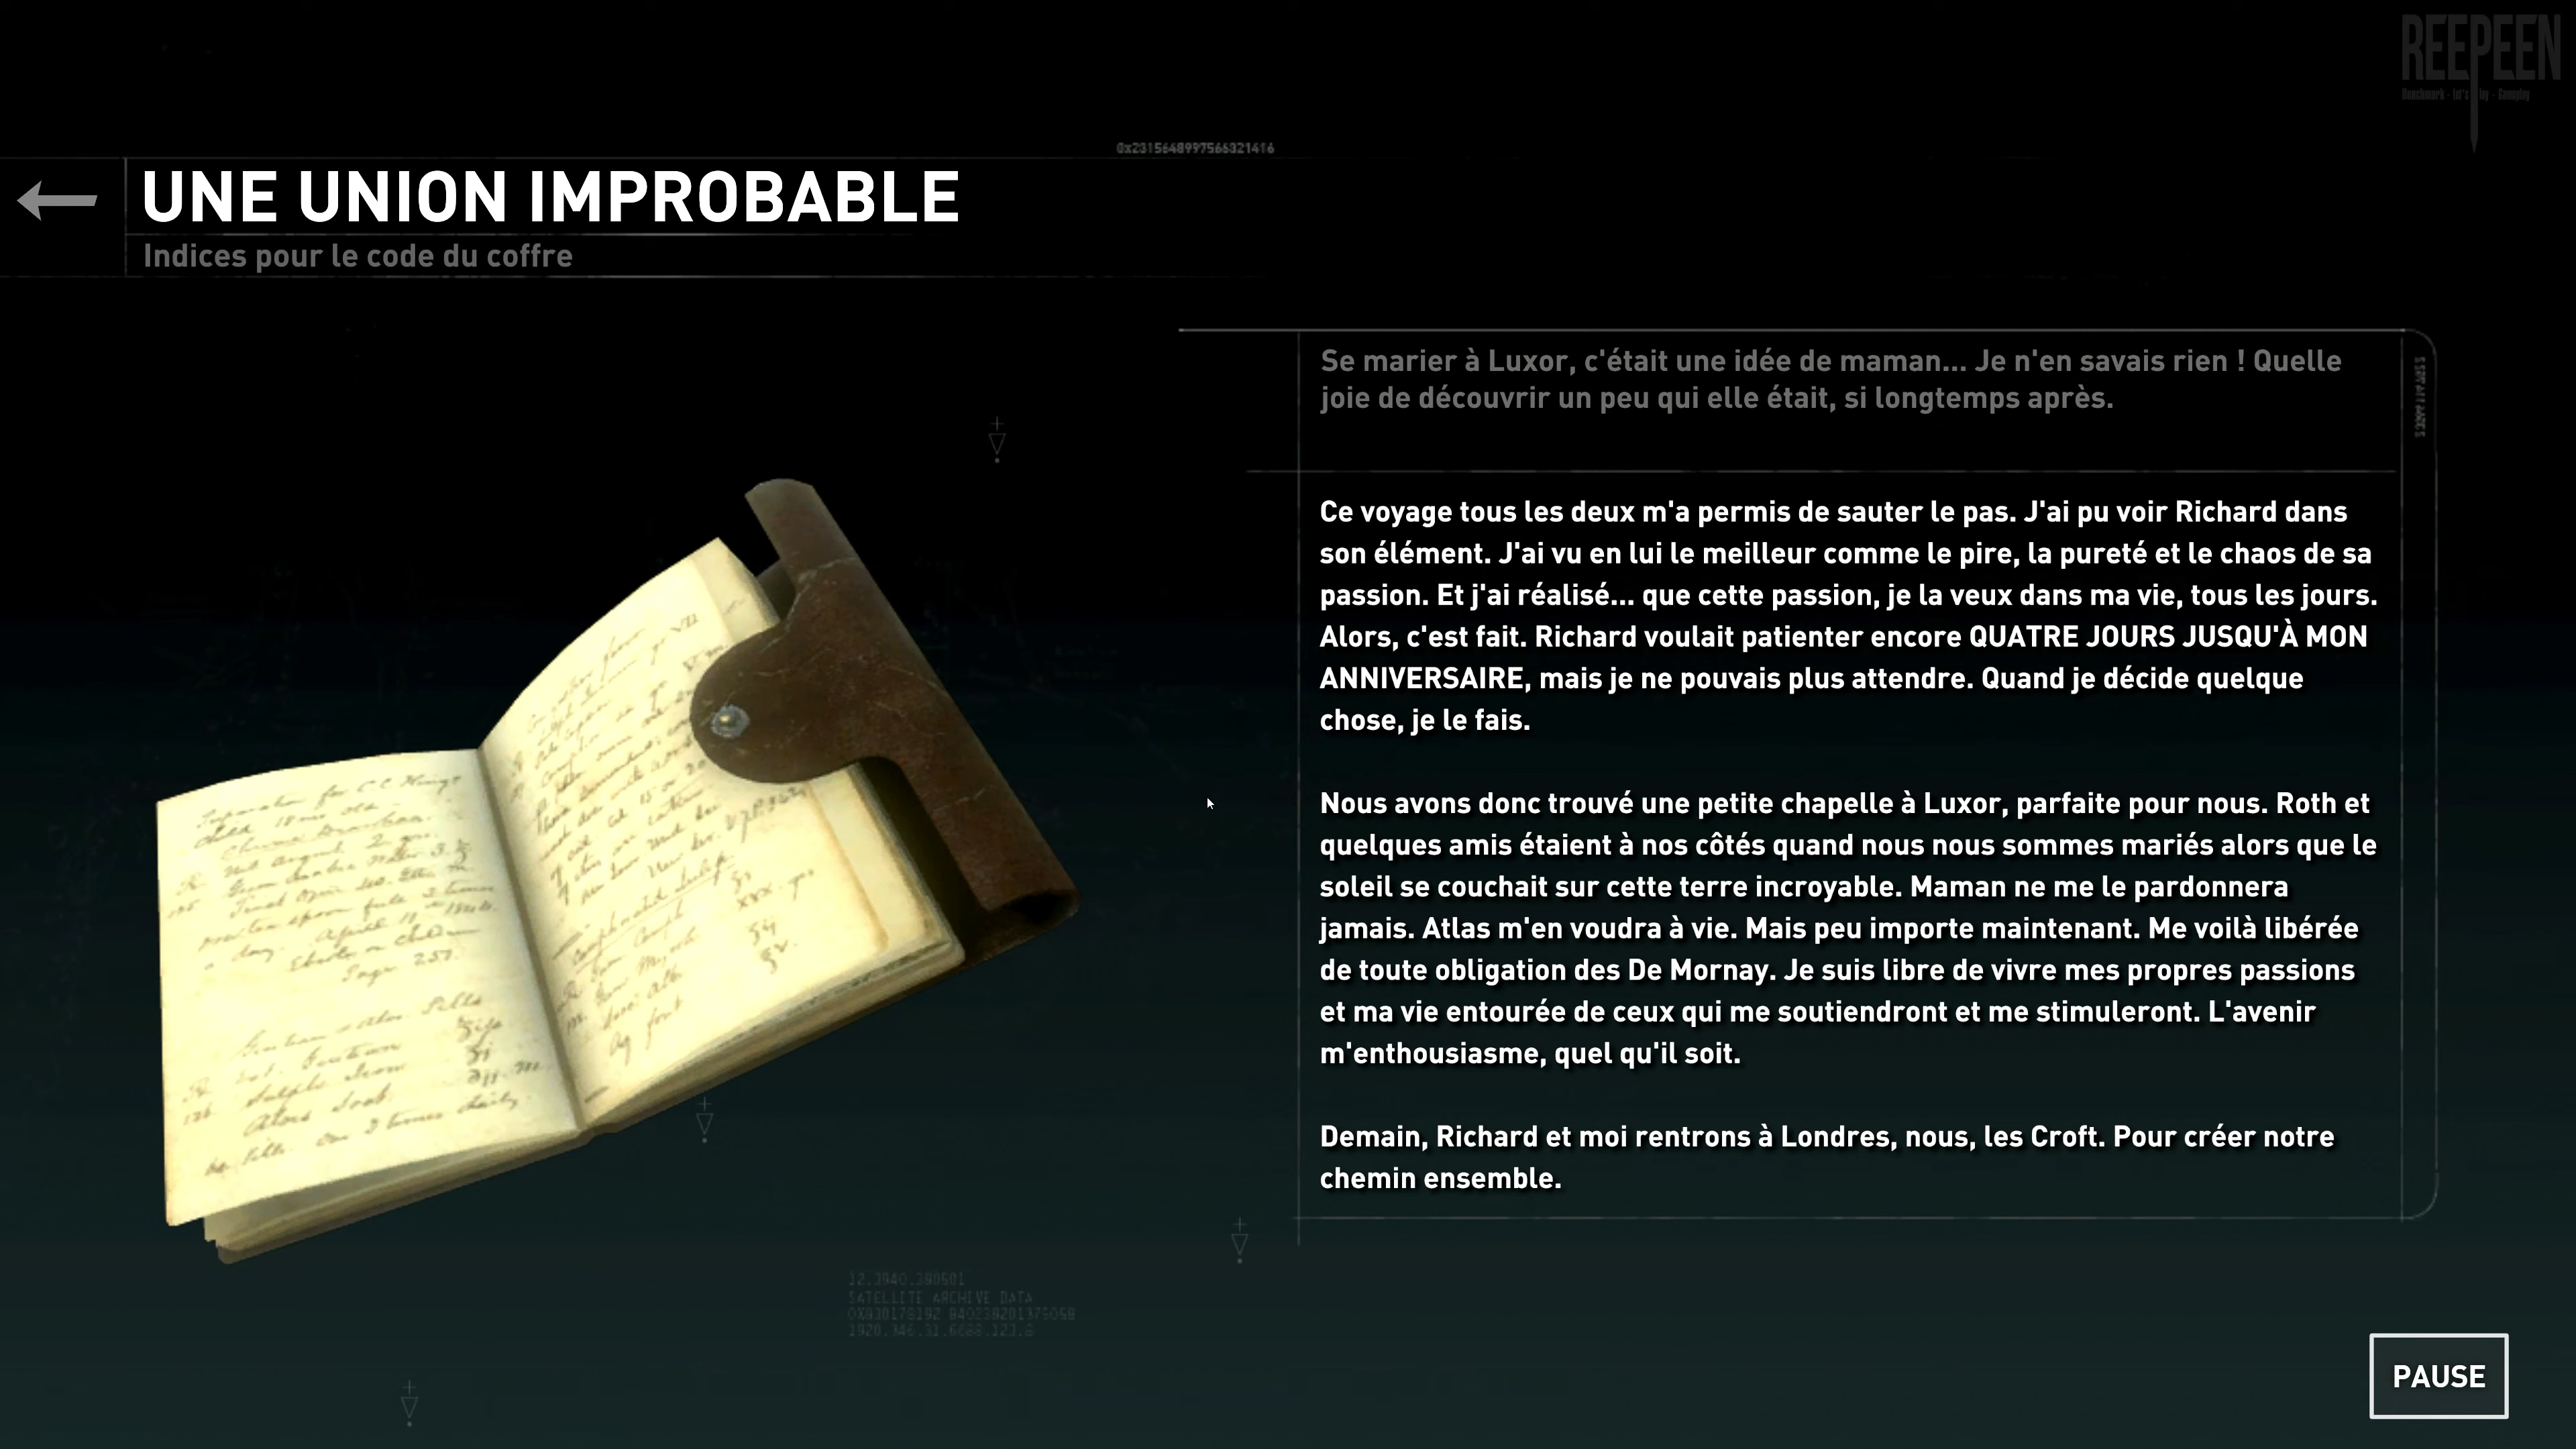 REEPEEN
0x2315648997566321416
UNE UNION IMPROBABLE
Indices pour le code du coffre
Se marier à Luxor, c'était une idée de maman... Je n'en savais rien ! Quelle
joie de découvrir un peu qui elle était, si longtemps après.
Ce voyage tous les deux m'a permis de sauter le pas. J'ai pu voir Richard dans
son élément. J'ai vu en lui le meilleur comme le pire, la pureté et le chaos de sa
passion. Et j'ai réalisé... que cette passion, je la veux dans ma vie, tous les jours.
Alors, c'est fait. Richard voulait patienter encore QUATRE JOURS JUSQU'À MON
ANNIVERSAIRE, mais je ne pouvais plus attendre. Quand je décide quelque
chose, je le fais.
Nous avons donc trouvé une petite chapelle à Luxor, parfaite pour nous. Roth et
quelques amis étaient à nos côtés quand nous nous sommes mariés alors que le
soleil se couchait sur cette terre incroyable. Maman ne me le pardonnera
jamais. Atlas m'en voudra à vie. Mais peu importe maintenant. Me voilà libérée
de toute obligation des De Mornay. Je suis libre de vivre mes propres passions
et ma vie entourée de ceux qui me soutiendront et me stimuleront. L'avenir
m'enthousiasme, quel qu'il soit.
Demain, Richard et moi rentrons à Londres, nous, les Croft. Pour créer notre
chemin ensemble.
SATELLITE ARCHIVE DATA
PAUSE